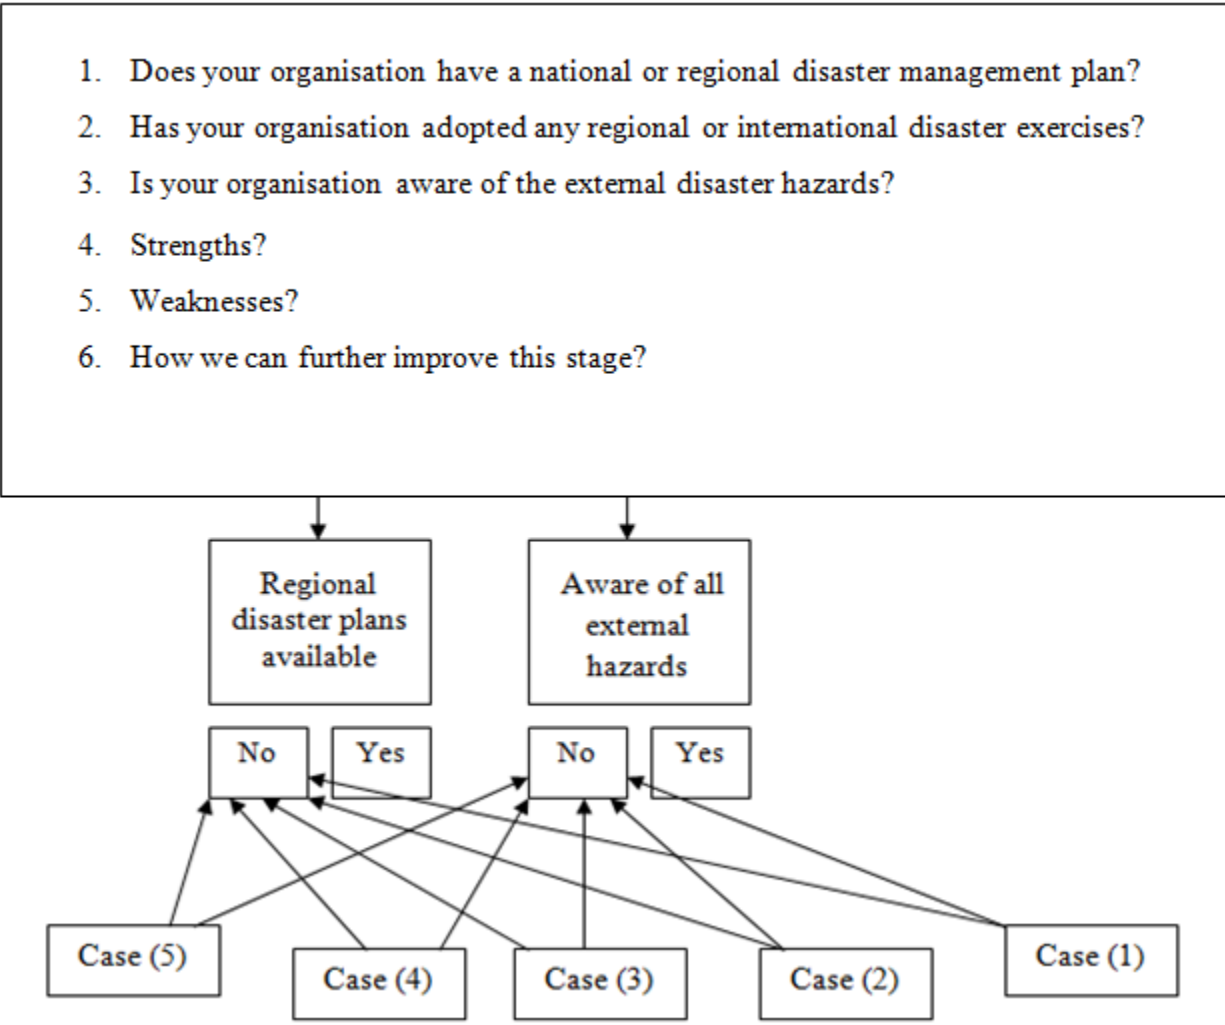 1. Does your organisation have a national or regional disaster management plan?
2. Has your organisation adopted any regional or international disaster exercises?
3. Is your organisation aware of the external disaster hazards?
4. Strengths?
5. Weaknesses?
6. How we can further improve this stage?
Regional
disaster plans
available
Aware of all
external
hazards
No
Yes
No
Yes
Case (5)
Case (4)
Case (3)
Case (2)
Case (1)